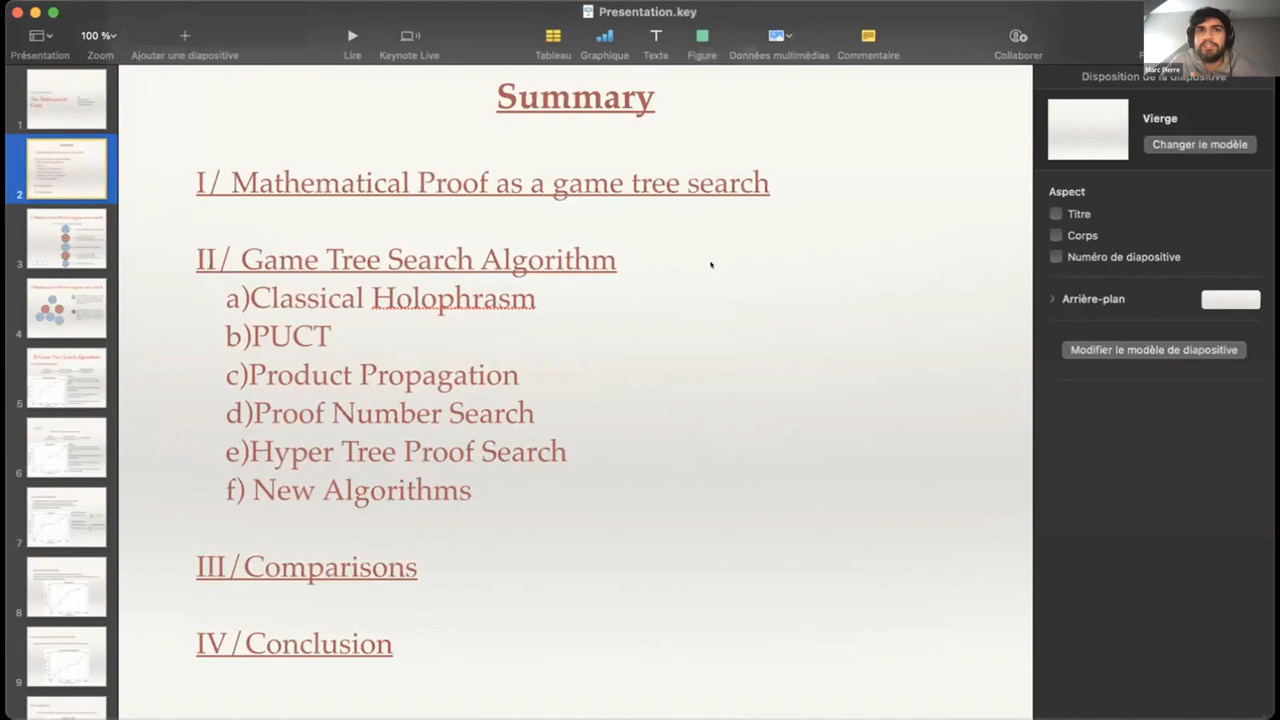 Presentation.key
100 %
Présentation
Zoom
Ajouter une diapositive
Lire
Keynote Live
Tableau
Graphique
Texte
Figure
Données multimédias
Commentaire
Collaborer
Marc Pierre
Disposition de la diapositive
Vierge
Changer le modèle
Aspect
Titre
Corps
Numéro de diapositive
Arrière-plan
Modifier le modèle de diapositive
Summary
I/ Mathematical Proof as a game tree search
II/ Game Tree Search Algorithm
a)Classical Holophrasm
b)PUCT
c)Product Propagation
d)Proof Number Search
e)Hyper Tree Proof Search
f) New Algorithms
III/Comparisons
IV/Conclusion
1
2
3
4
5
6
7
8
9